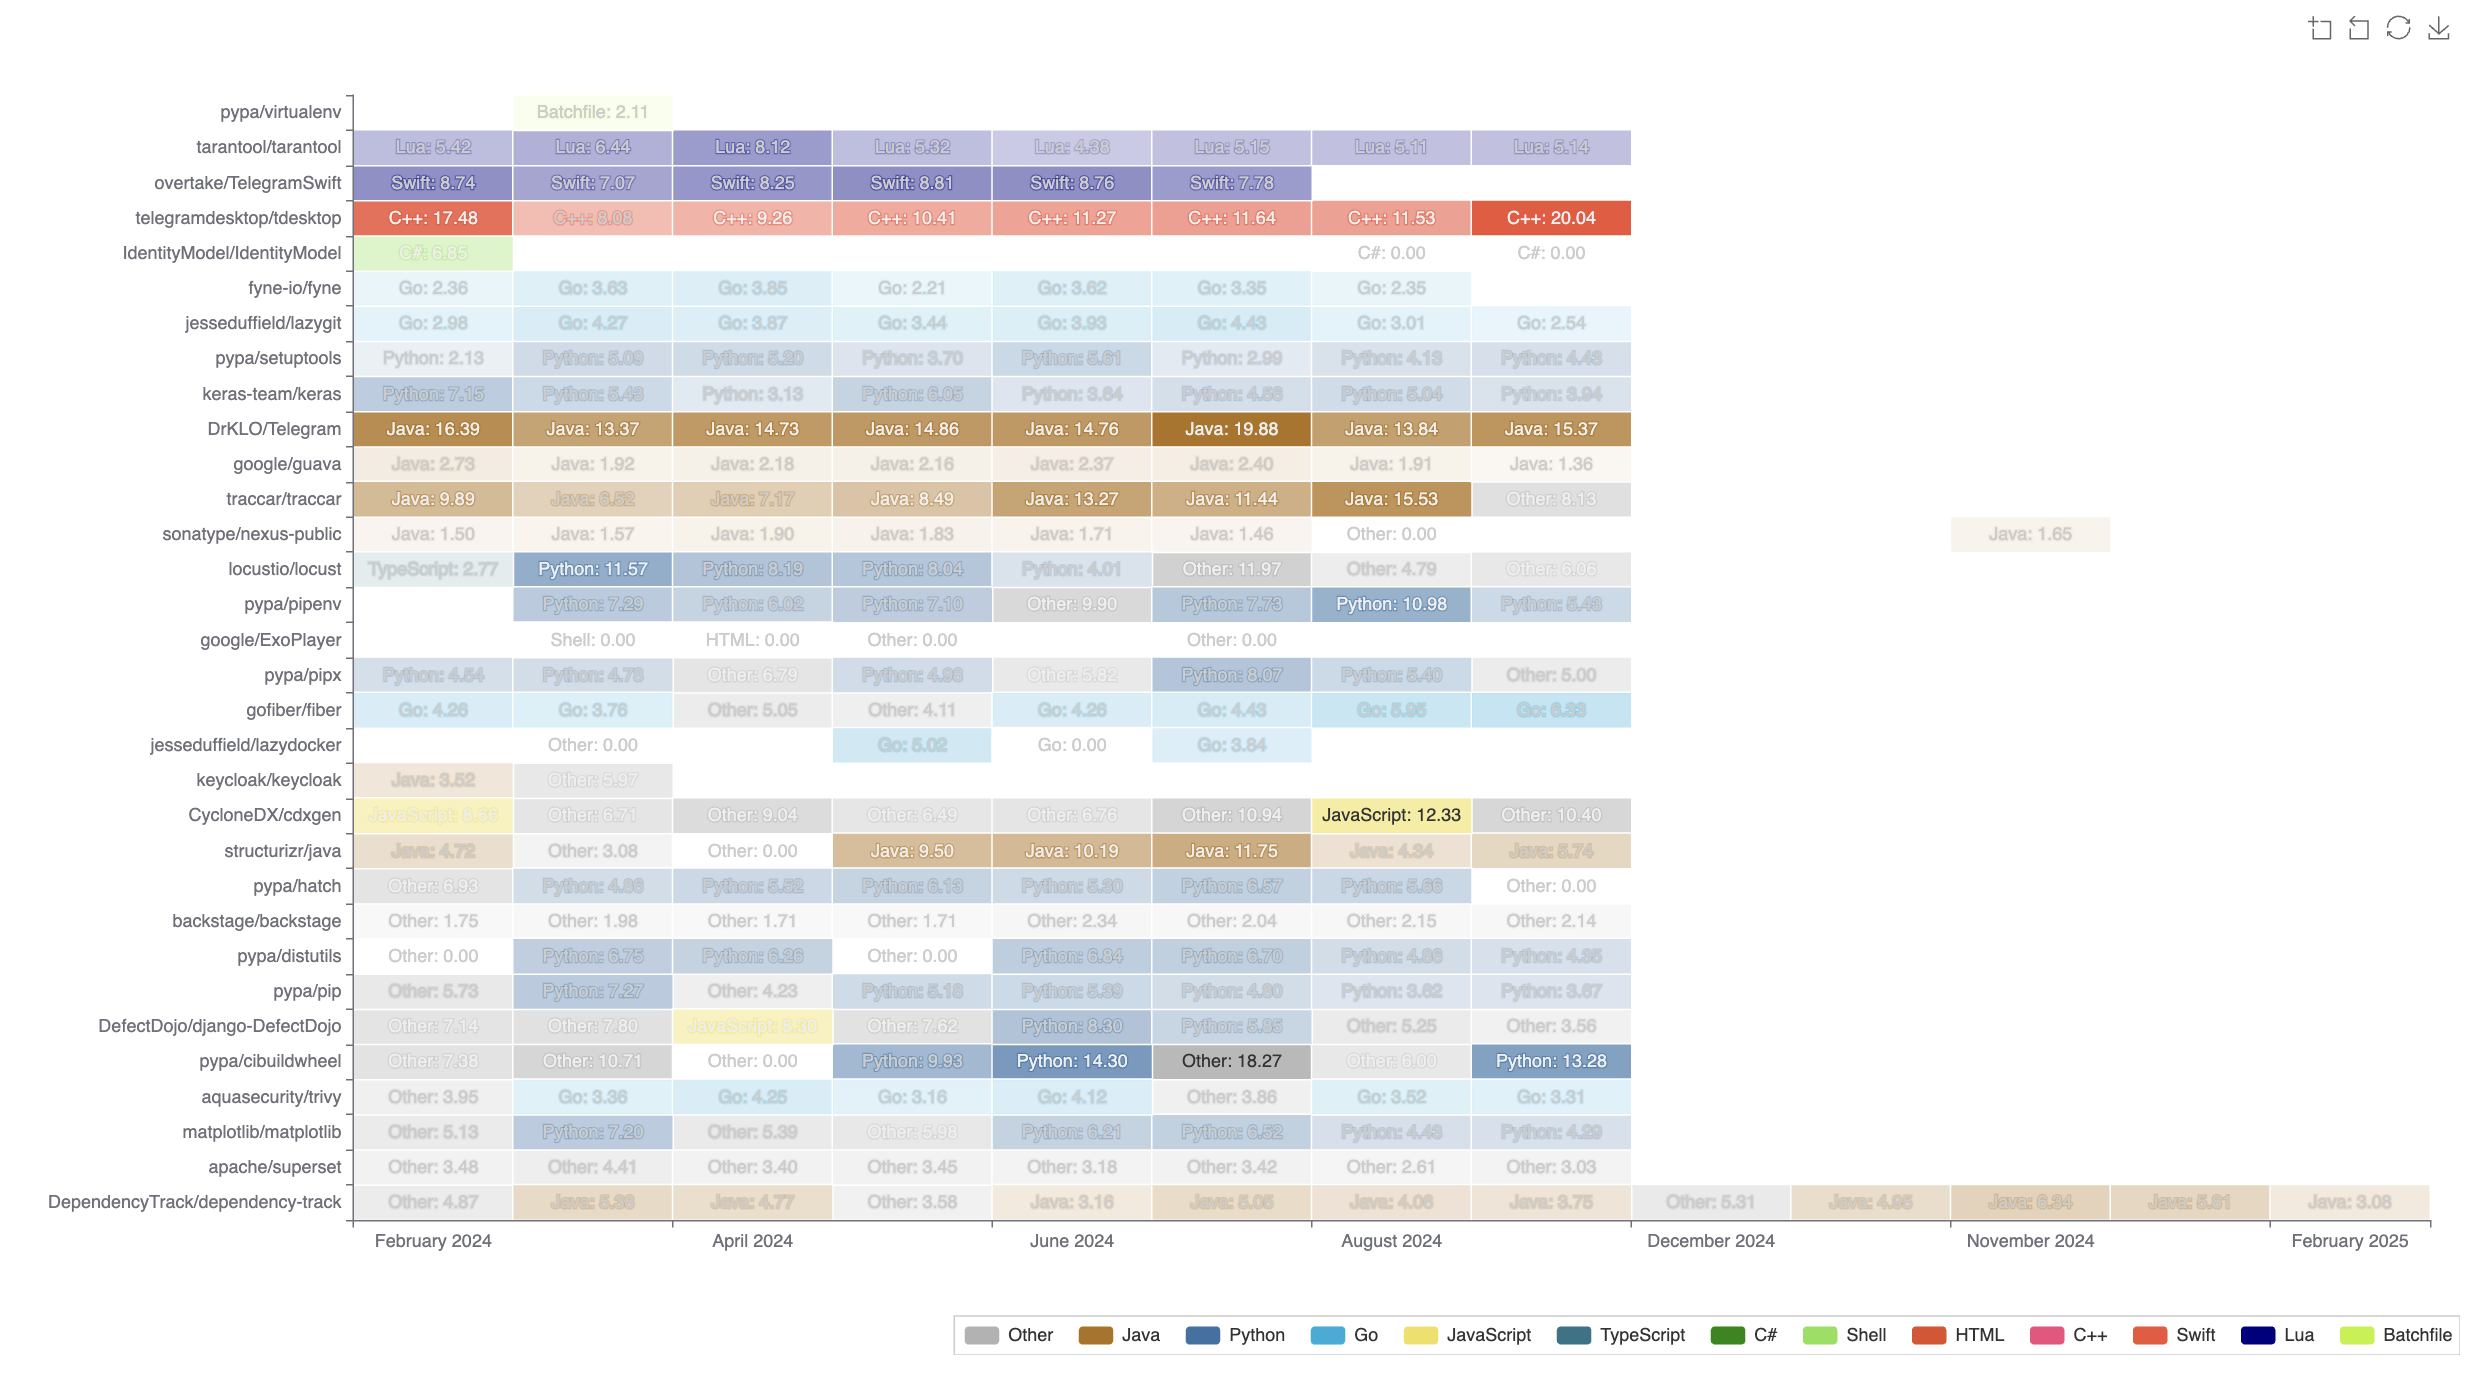 pypa/virtualenv Batchfile: 2.11
tarantool/tarantool Lua: 5.42 Lua: 6.44 Lua: 8.12 Lua: 5.32 Lua: 4.38 Lua: 5.15 Lua: 5.11 Lua: 5.14
overtake/TelegramSwift Swift: 8.74 Swift: 7.07 Swift: 8.25 Swift: 8.81 Swift: 8.76 Swift: 7.78
telegramdesktop/tdesktop C++: 17.48 C++: 8.08 C++: 9.26 C++: 10.41 C++: 11.27 C++: 11.64 C++: 11.53 C++: 20.04
IdentityModel/IdentityModel C#: 6.85 C#: 0.00 C#: 0.00
fyne-io/fyne Go: 2.36 Go: 3.63 Go: 3.85 Go: 2.21 Go: 3.62 Go: 3.35 Go: 2.35
jesseduffield/lazygit Go: 2.98 Go: 4.27 Go: 3.87 Go: 3.44 Go: 3.93 Go: 4.43 Go: 3.01 Go: 2.54
pypa/setuptools Python: 2.13 Python: 5.09 Python: 5.20 Python: 3.70 Python: 5.61 Python: 2.99 Python: 4.13 Python: 4.43
keras-team/keras Python: 7.15 Python: 5.43 Python: 3.13 Python: 6.05 Python: 3.64 Python: 4.56 Python: 5.04 Python: 3.94
DrKLO/Telegram Java: 16.39 Java: 13.37 Java: 14.73 Java: 14.86 Java: 14.76 Java: 19.88 Java: 13.84 Java: 15.37
google/guava Java: 2.73 Java: 1.92 Java: 2.18 Java: 2.16 Java: 2.37 Java: 2.40 Java: 1.91 Java: 1.36
traccar/traccar Java: 9.89 Java: 6.52 Java: 7.17 Java: 8.49 Java: 13.27 Java: 11.44 Java: 15.53 Other: 8.13
sonatype/nexus-public Java: 1.50 Java: 1.57 Java: 1.90 Java: 1.83 Java: 1.71 Java: 1.46 Other: 0.00 Java: 1.65
locustio/locust TypeScript: 2.77 Python: 11.57 Python: 8.19 Python: 8.04 Python: 4.01 Other: 11.97 Other: 4.79 Other: 6.06
pypa/pipenv Python: 7.29 Python: 6.02 Python: 7.10 Other: 9.90 Python: 7.73 Python: 10.98 Python: 5.43
google/ExoPlayer Shell: 0.00 HTML: 0.00 Other: 0.00 Other: 0.00
pypa/pipx Python: 4.54 Python: 4.78 Other: 6.79 Python: 4.98 Other: 5.82 Python: 8.07 Python: 5.40 Other: 5.00
gofiber/fiber Go: 4.26 Go: 3.76 Other: 5.05 Other: 4.11 Go: 4.26 Go: 4.43 Go: 5.95 Go: 6.33
jesseduffield/lazydocker Other: 0.00 Go: 5.02 Go: 0.00 Go: 3.84
keycloak/keycloak Java: 3.52 Other: 5.97
CycloneDX/cdxgen JavaScript: Other: 6.71 Other: 9.04 Other: 6.49 Other: 6.76 Other: 10.94 JavaScript: 12.33 Other: 10.40
structurizr/java Java: 4.72 Other: 3.08 Other: 0.00 Java: 9.50 Java: 10.19 Java: 11.75 Java: 4.34 Java: 5.74
pypa/hatch Other: 6.93 Python: 4.86 Python: 5.52 Python: 6.13 Python: 5.30 Python: 6.57 Python: 5.66 Other: 0.00
backstage/backstage Other: 1.75 Other: 1.98 Other: 1.71 Other: 1.71 Other: 2.34 Other: 2.04 Other: 2.15 Other: 2.14
pypa/distutils Other: 0.00 Python: 6.75 Python: 6.26 Other: 0.00 Python: 6.84 Python: 6.70 Python: 4.86 Python: 4.35
pypa/pip Other: 5.73 Python: 7.27 Other: 4.23 Python: 5.18 Python: 5.39 Python: 4.80 Python: 3.62 Python: 3.67
DefectDojo/django-DefectDojo Other: 7.14 Other: 7.80 JavaScript: 8.30 Other: 7.62 Python: 8.30 Python: 5.85 Other: 5.25 Other: 3.56
pypa/cibuildwheel Other: 7.38 Other: 10.71 Other: 0.00 Python: 9.93 Python: 14.30 Other: 18.27 Other: 6.00 Python: 13.28
aquasecurity/trivy Other: 3.95 Go: 3.36 Go: 4.25 Go: 3.16 Go: 4.12 Other: 3.86 Go: 3.52 Go: 3.31
matplotlib/matplotlib Other: 5.13 Python: 7.20 Other: 5.39 Other: 5.98 Python: 6.21 Python: 6.52 Python: 4.43 Python: 4.29
apache/superset Other: 3.48 Other: 4.41 Other: 3.40 Other: 3.45 Other: 3.18 Other: 3.42 Other: 2.61 Other: 3.03
DependencyTrack/dependency-track Other: 4.87 Java: 5.36 Java: 4.77 Other: 3.58 Java: 3.16 Java: 5.05 Java: 4.06 Java: 3.75 Other: 5.31 Java: 4.95 Java: 6.34 Java: 5.81 Java: 3.08
February 2024 April 2024 June 2024 August 2024 December 2024 November 2024 February 2025
Other Java Python Go JavaScript TypeScript C# Shell HTML C++ Swift Lua Batchfile